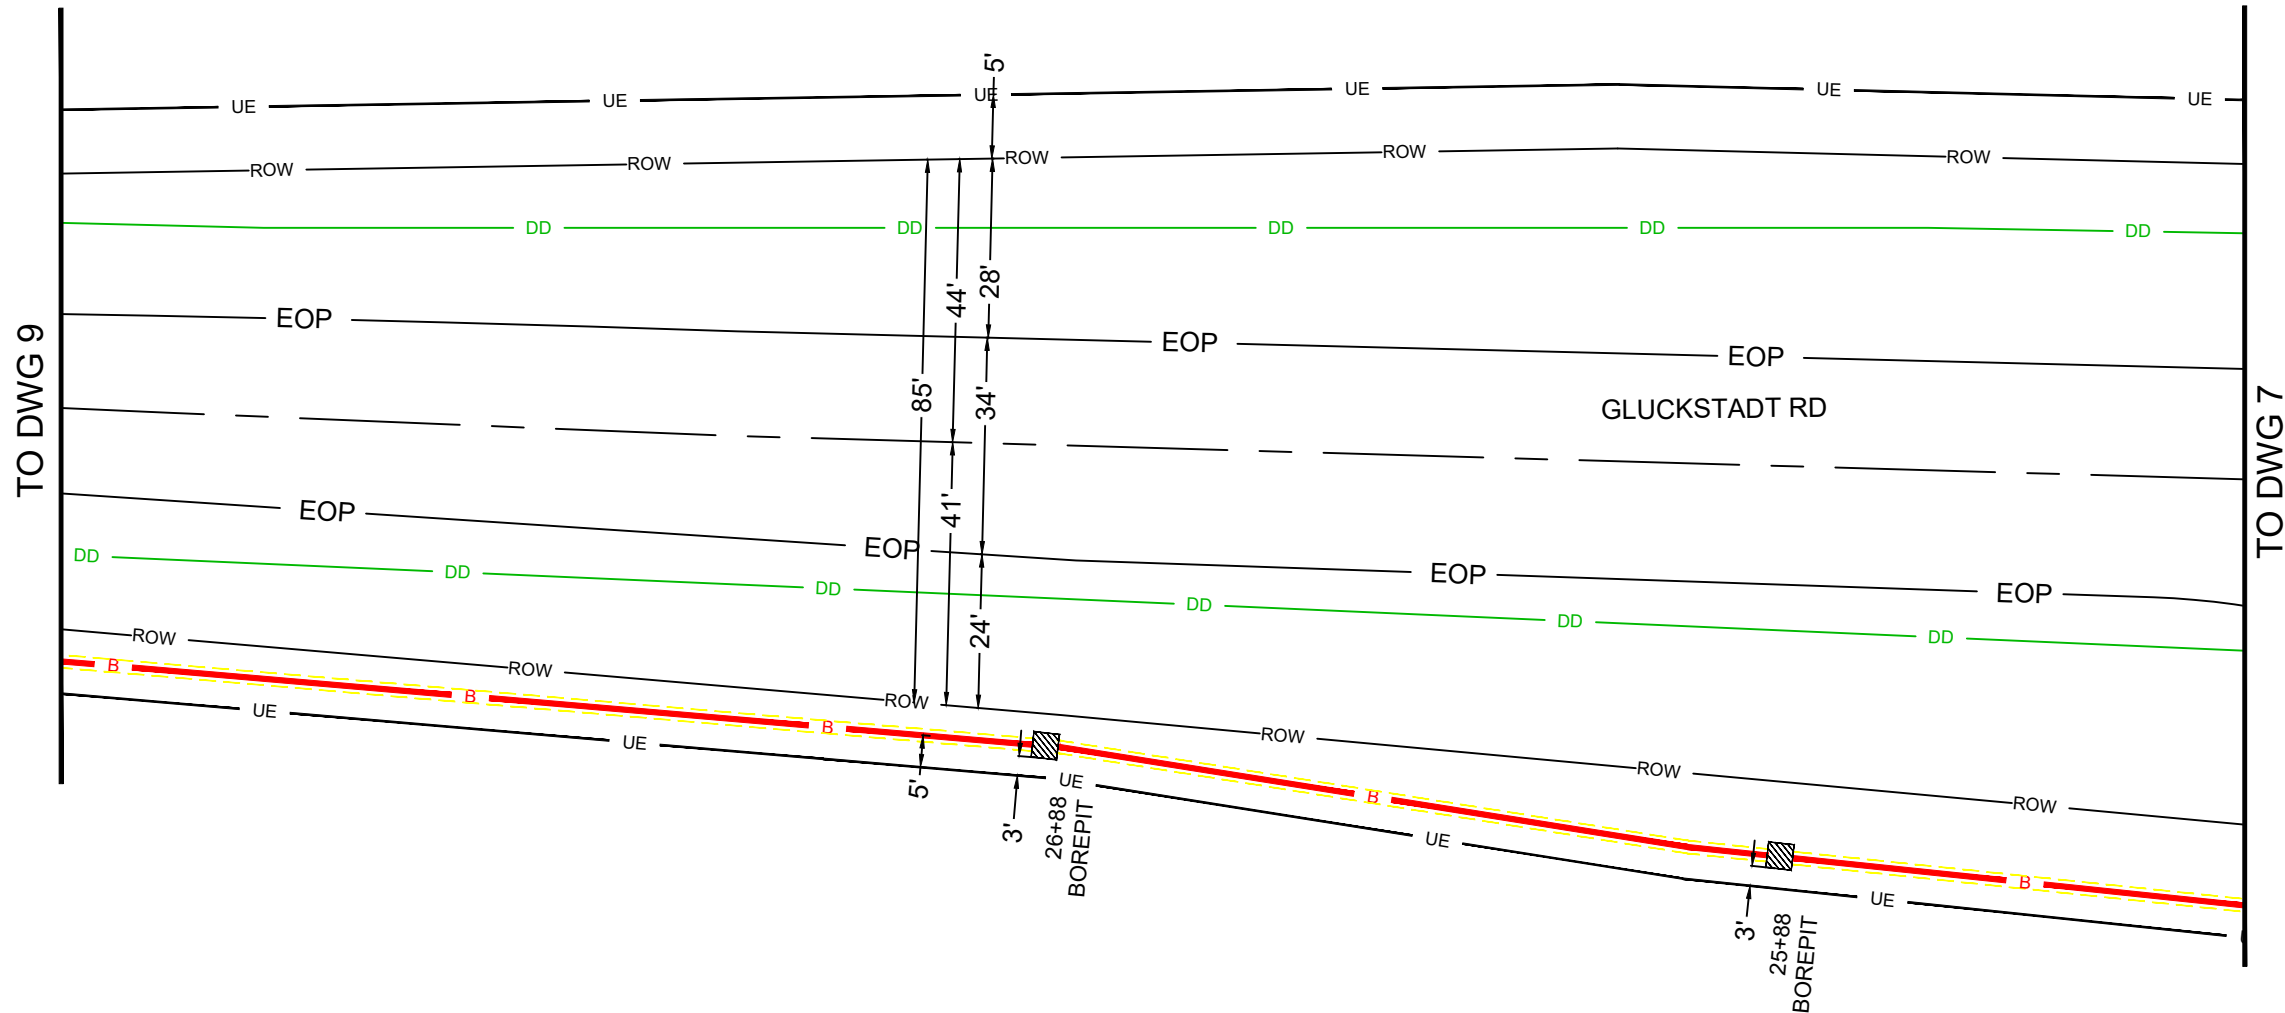 5'
UE UE UE UE UE UE
ROW ROW ROW ROW ROW
DD DD DD DD DD
28'
44'
EOP EOP EOP
85'
34'
GLUCKSTADT RD
TO DWG 9
TO DWG 7
41'
EOP EOP EOP EOP
DD DD DD DD DD DD
24'
ROW ROW ROW ROW ROW ROW
B B B B B
UE UE UE UE UE
5'
3'
26+88
BOREPIT
3'
25+88
BOREPIT